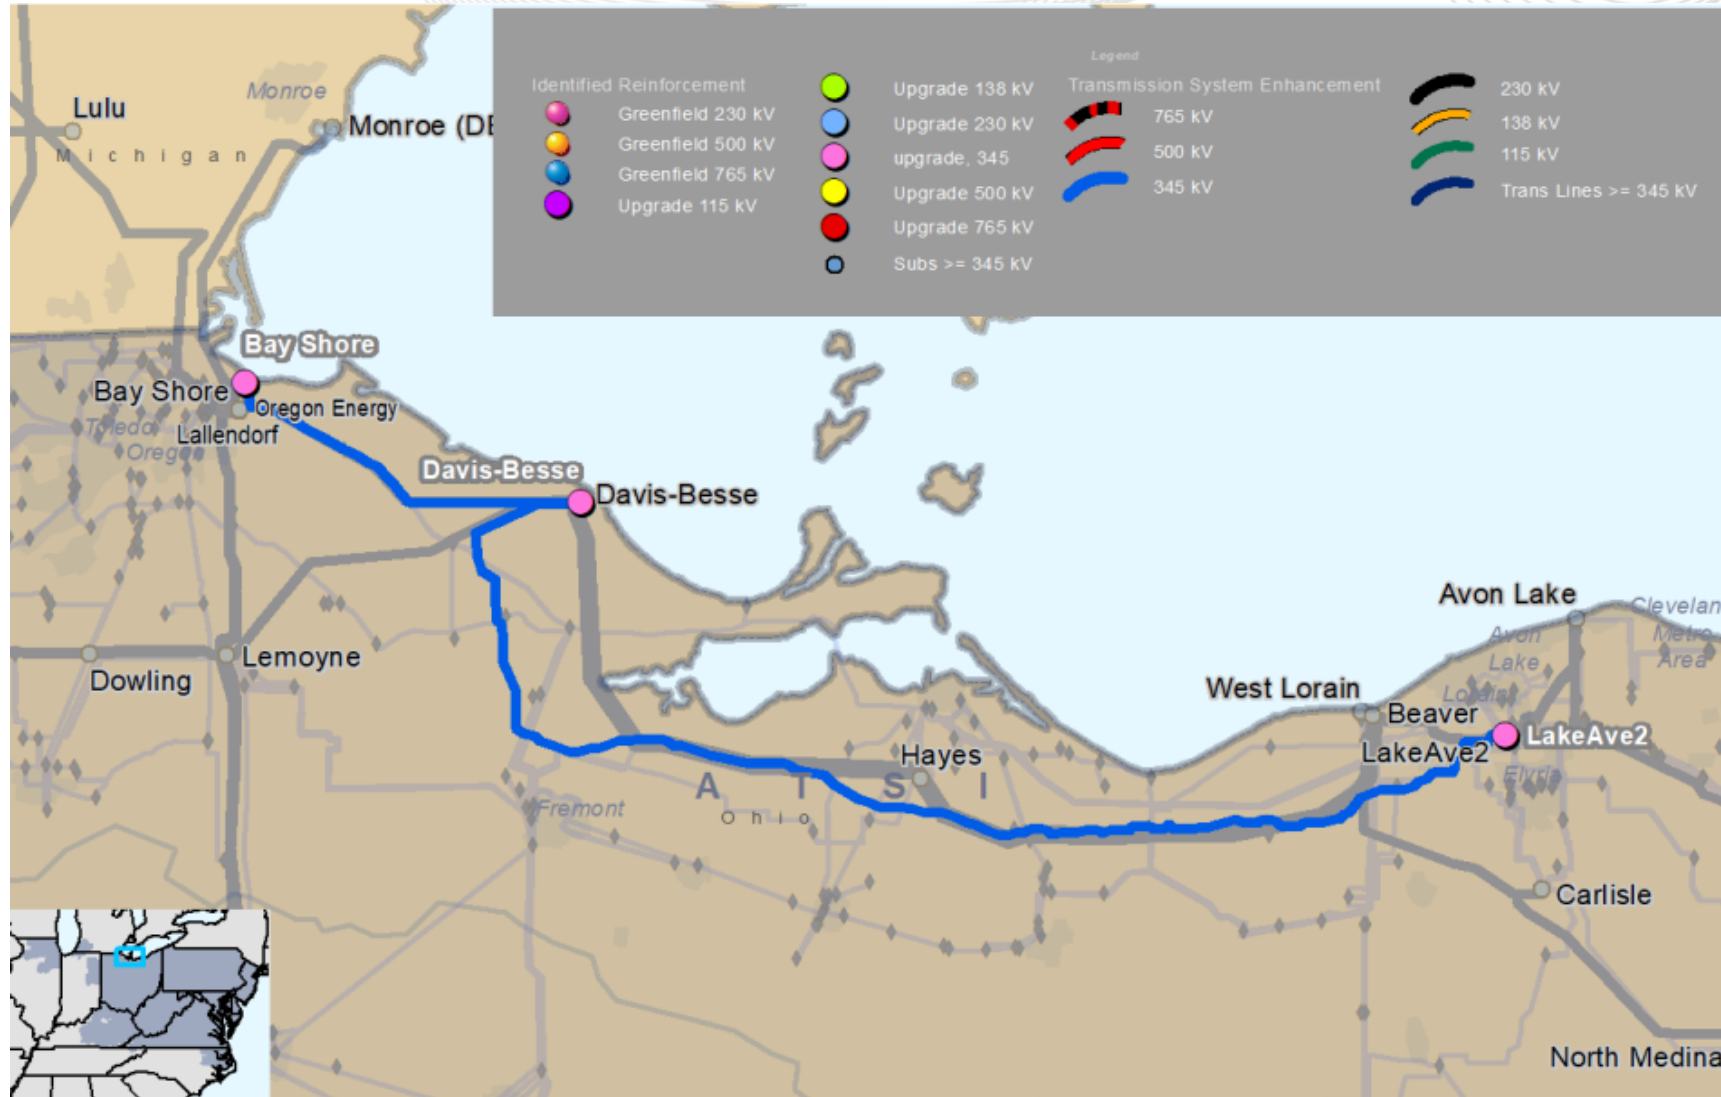 Legend
Identified Reinforcement
Greenfield 230 kV
Greenfield 500 kV
Greenfield 765 kV
Upgrade 115 kV
Upgrade 138 kV
Upgrade 230 kV
upgrade, 345
Upgrade 500 kV
Upgrade 765 kV
Subs >= 345 kV
Transmission System Enhancement
765 kV
500 kV
345 kV
230 kV
138 kV
115 kV
Trans Lines >= 345 kV
Monroe
Lulu
Monroe (DE
Michigan
Bay Shore
Bay Shore
Oregon Energy
Toledo
Lallendorf
Oregon
Davis-Besse
Davis-Besse
Avon Lake
Clevelan
Metro
Area
Avon
Lake
Lemoyne
Dowling
West Lorain
Lorain
Beaver
LakeAve2
LakeAve2
Hayes
Elyria
A T S I
Ohio
Fremont
Carlisle
North Medina